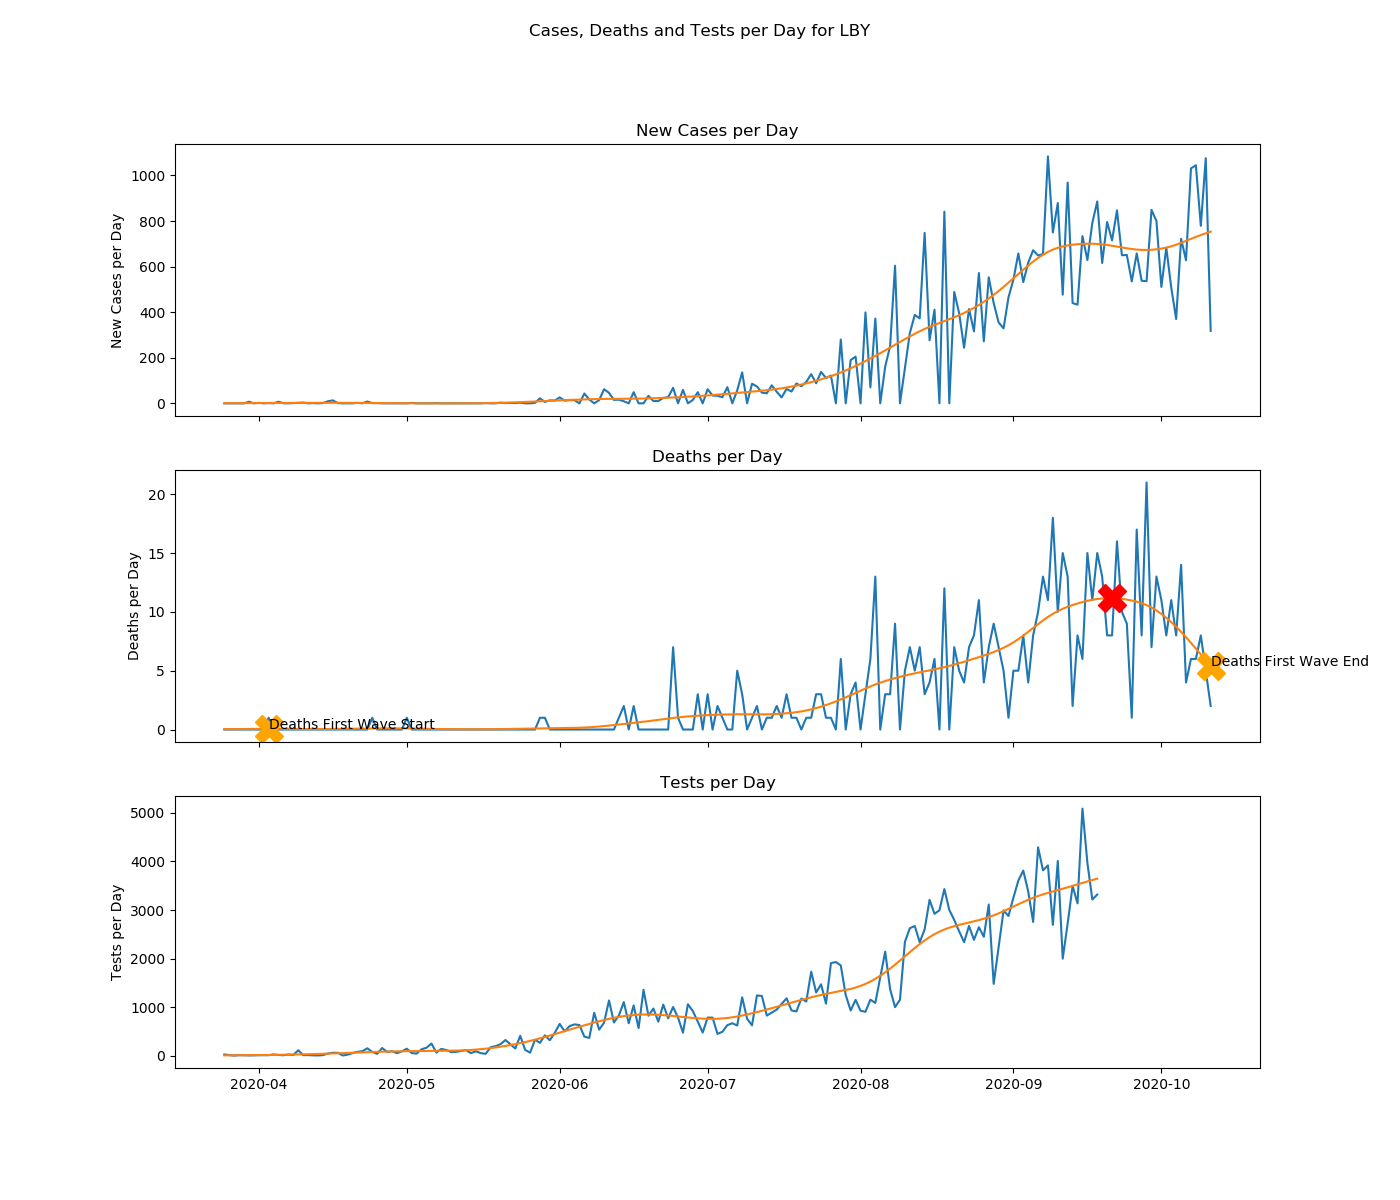 Cases, Deaths and Tests per Day for LBY
New Cases per Day
New Cases per Day
1000
800
600
400
200
0
Deaths per Day
Deaths per Day
20
15
10
5
0
Deaths First Wave Start
Deaths First Wave End
Tests per Day
Tests per Day
5000
4000
3000
2000
1000
0
2020-04 2020-05 2020-06 2020-07 2020-08 2020-09 2020-10